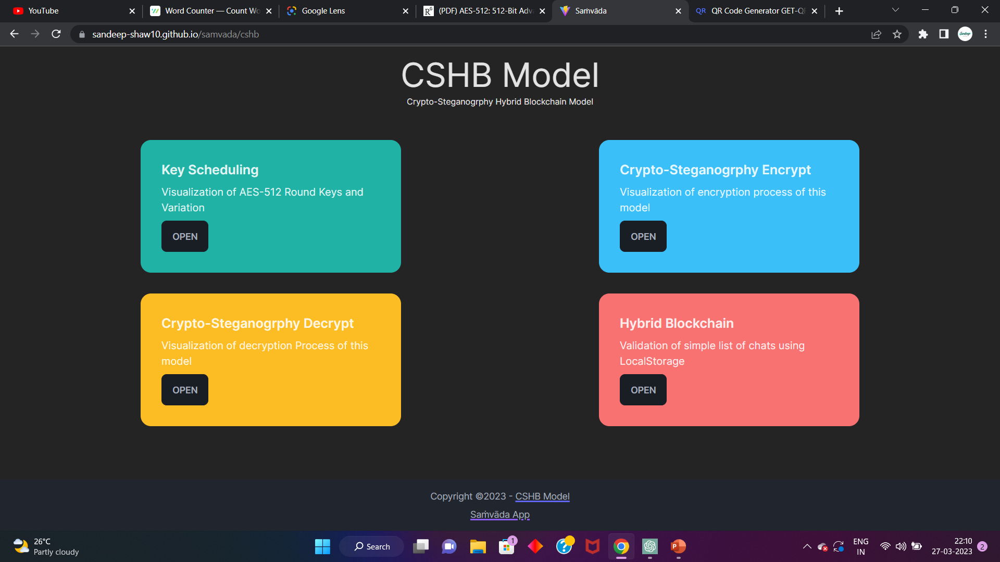 YouTube
Word Counter — Count Wo
Google Lens
(PDF) AES-512: 512-Bit Adva
Saṁvāda
QR QR Code Generator GET-QR
sandeep-shaw10.github.io/samvada/cshb
CSHB Model
Crypto-Steganogrphy Hybrid Blockchain Model
Key Scheduling
Visualization of AES-512 Round Keys and
Variation
OPEN
Crypto-Steganogrphy Encrypt
Visualization of encryption process of this
model
OPEN
Crypto-Steganogrphy Decrypt
Visualization of decryption Process of this
model
OPEN
Hybrid Blockchain
Validation of simple list of chats using
LocalStorage
OPEN
Copyright ©2023 - CSHB Model
Saṁvāda App
26°C
Partly cloudy
Search
1
ENG
IN
22:10
27-03-2023
2